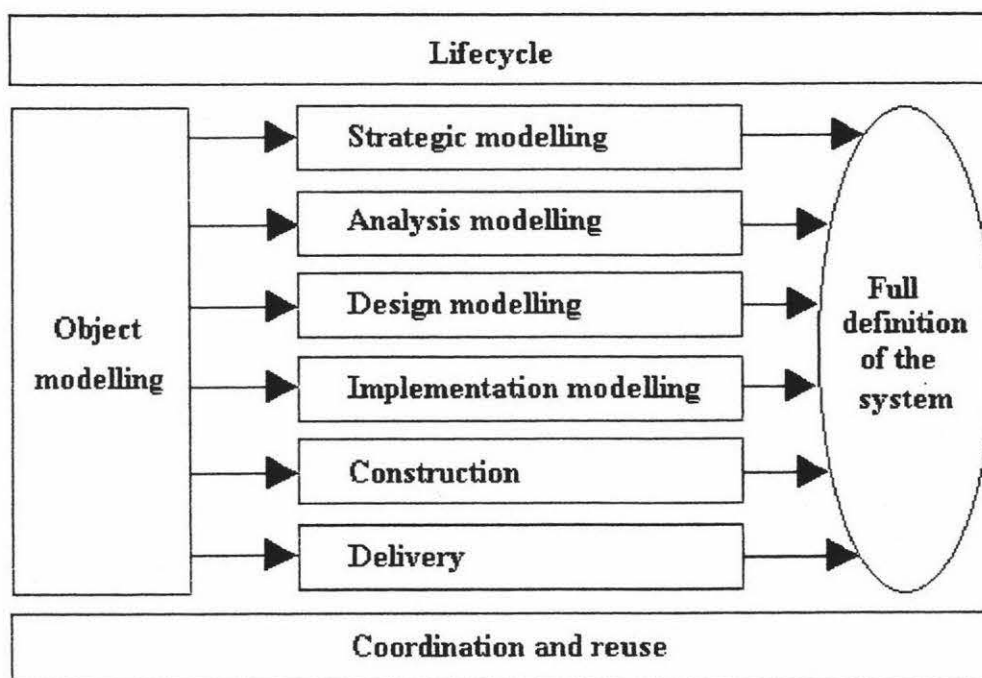 Lifecycle
Object
modelling
Strategic modelling
Analysis modelling
Design modelling
Implementation modelling
Construction
Delivery
Full
definition
of the
system
Coordination and reuse